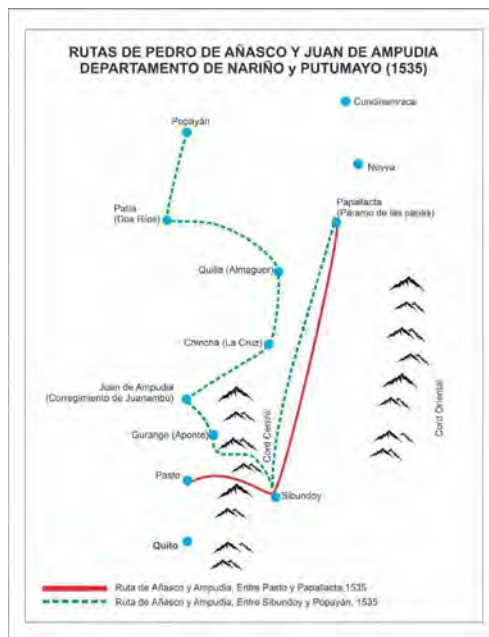 RUTAS DE PEDRO DE AÑASCO Y JUAN DE AMPUDIA
DEPARTAMENTO DE NARIÑO y PUTUMAYO (1535)
Cundinamraca
Popayán
Neyva
Papallacta
(Páramo de las papas)
Patía
(Dos Ríos)
Quilla (Almaguer)
Chincha (La Cruz)
Juan de Ampudia
(Corregimiento de Juanambú)
Gurango (Aponte)
Cord Central
Cord Oriental
Pasto
Sibundoy
Quito
Ruta de Añasco y Ampudia, Entre Pasto y Papallacta, 1535
Ruta de Añasco y Ampudia, Entre Sibundoy y Popayán, 1535